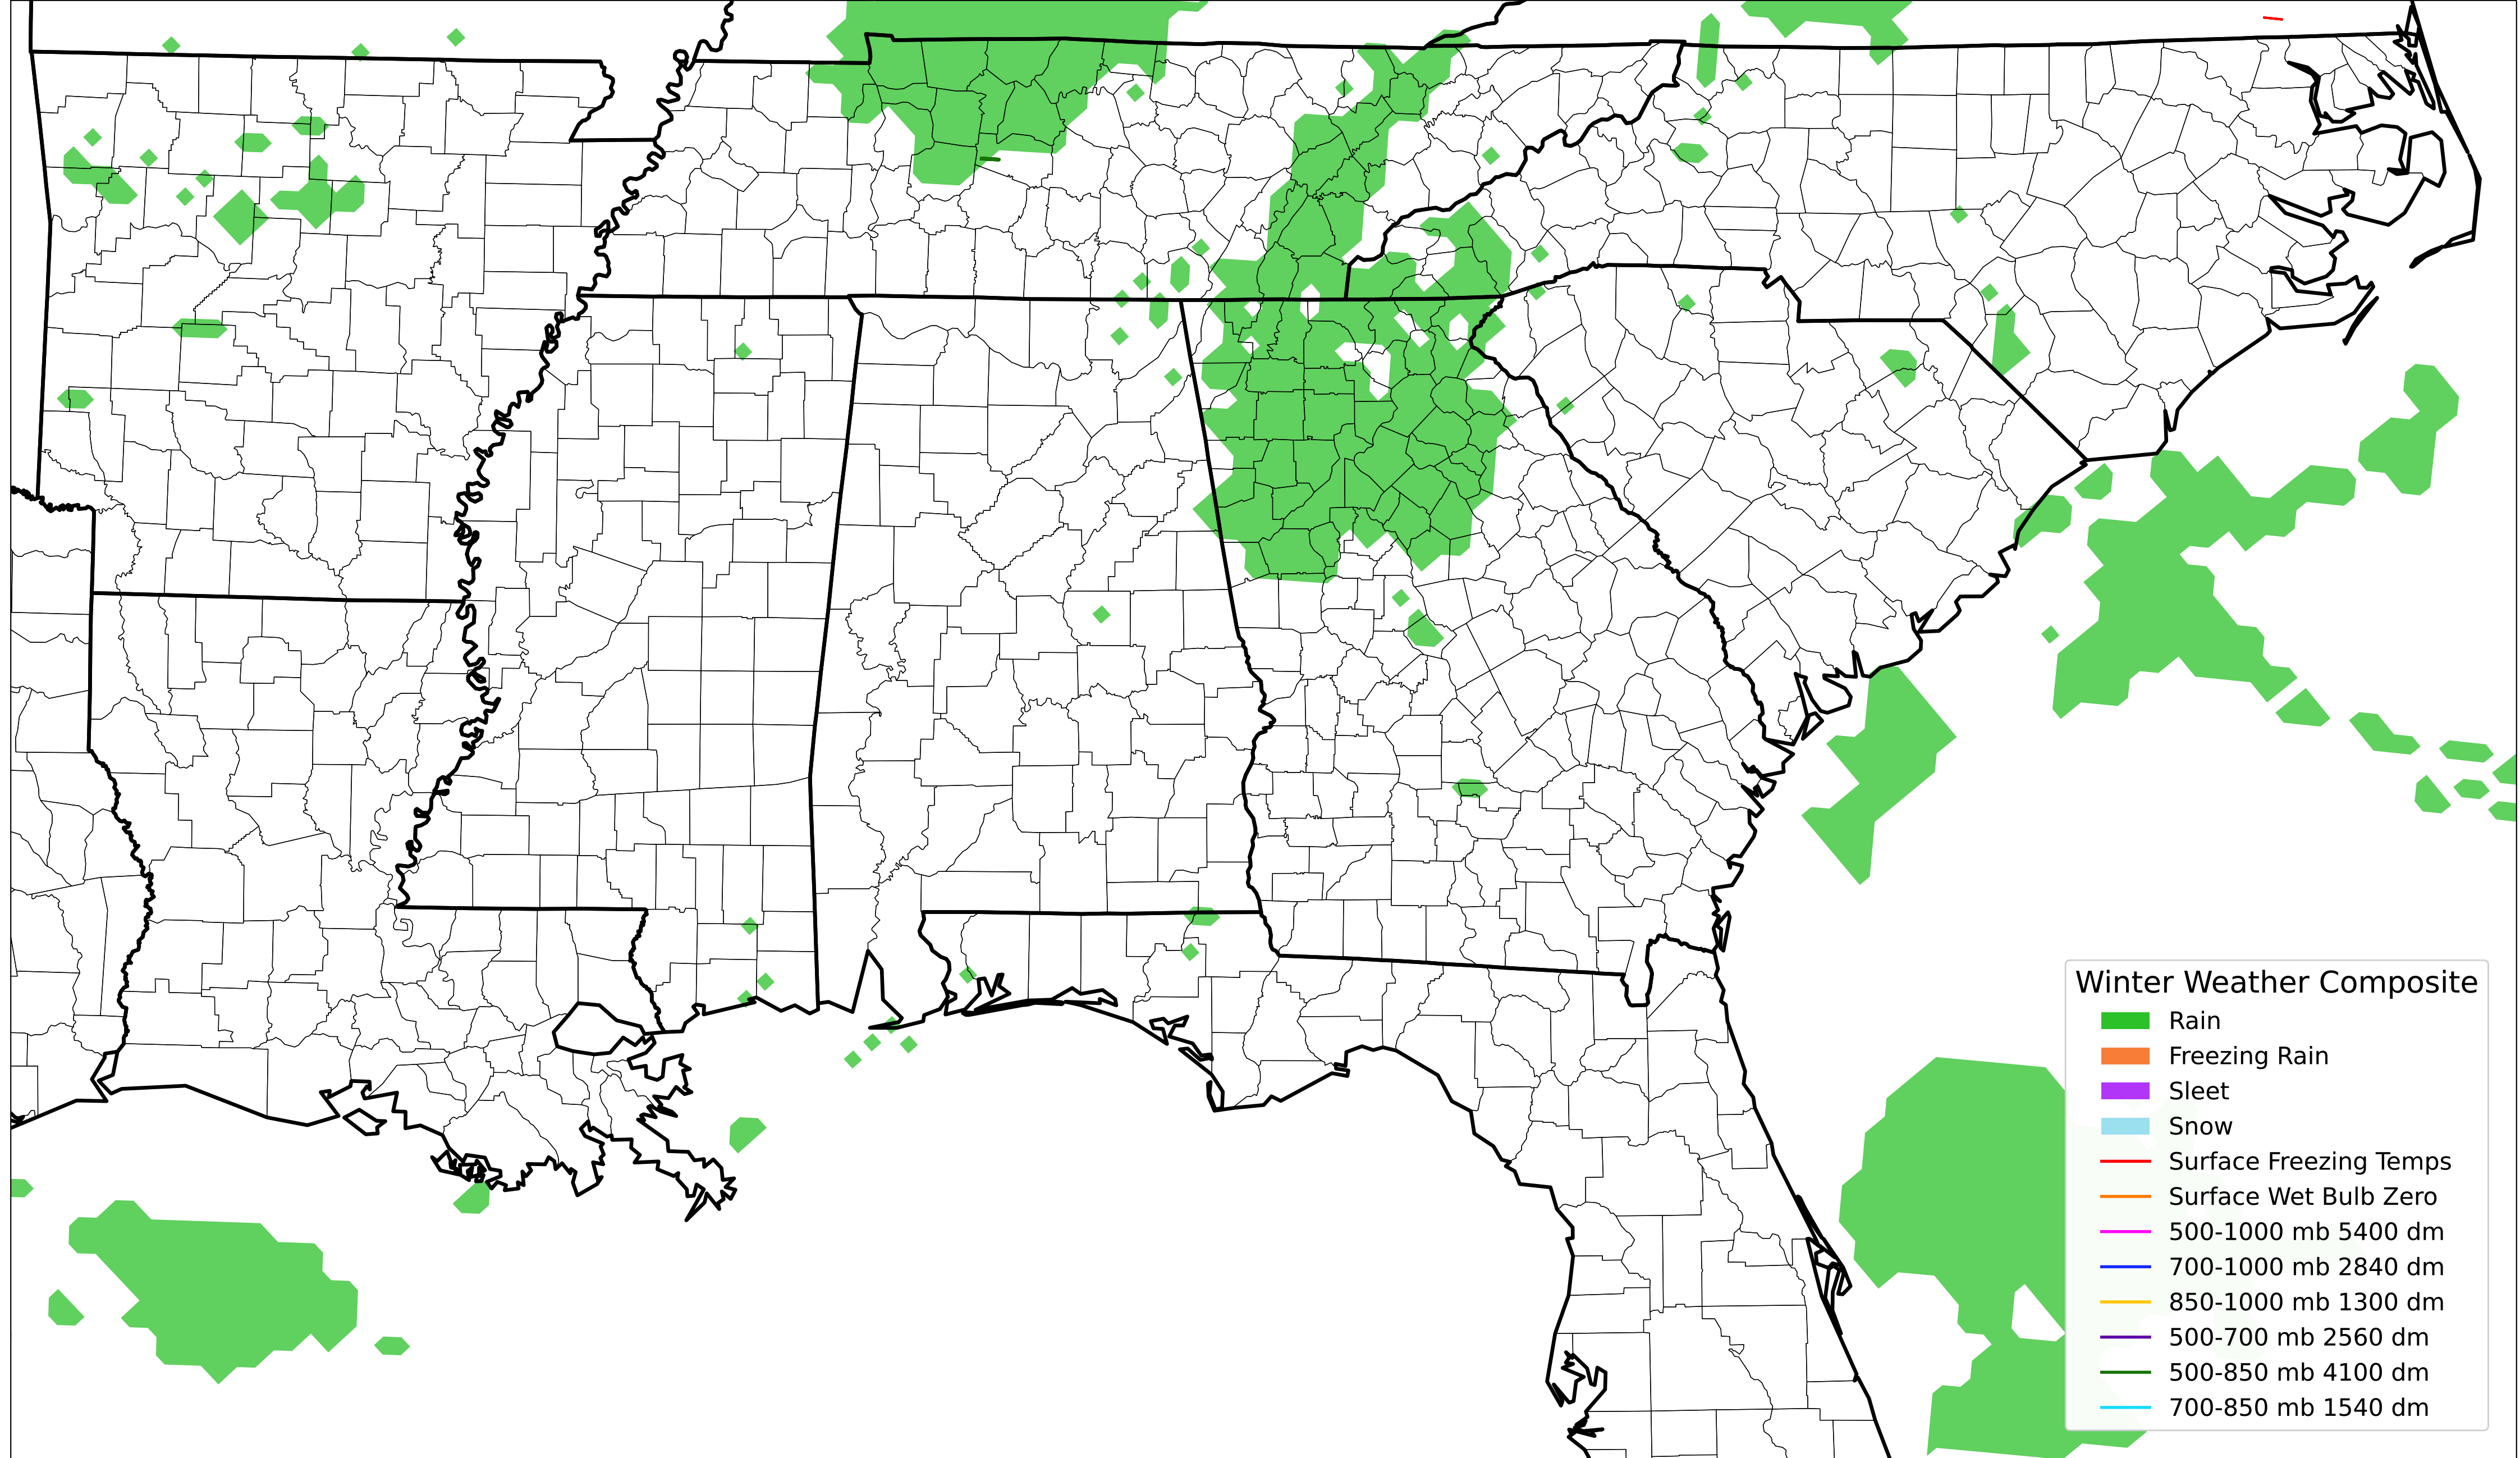 Winter Weather Composite
Rain
Freezing Rain
Sleet
Snow
Surface Freezing Temps
Surface Wet Bulb Zero
500-1000 mb 5400 dm
700-1000 mb 2840 dm
850-1000 mb 1300 dm
500-700 mb 2560 dm
500-850 mb 4100 dm
700-850 mb 1540 dm